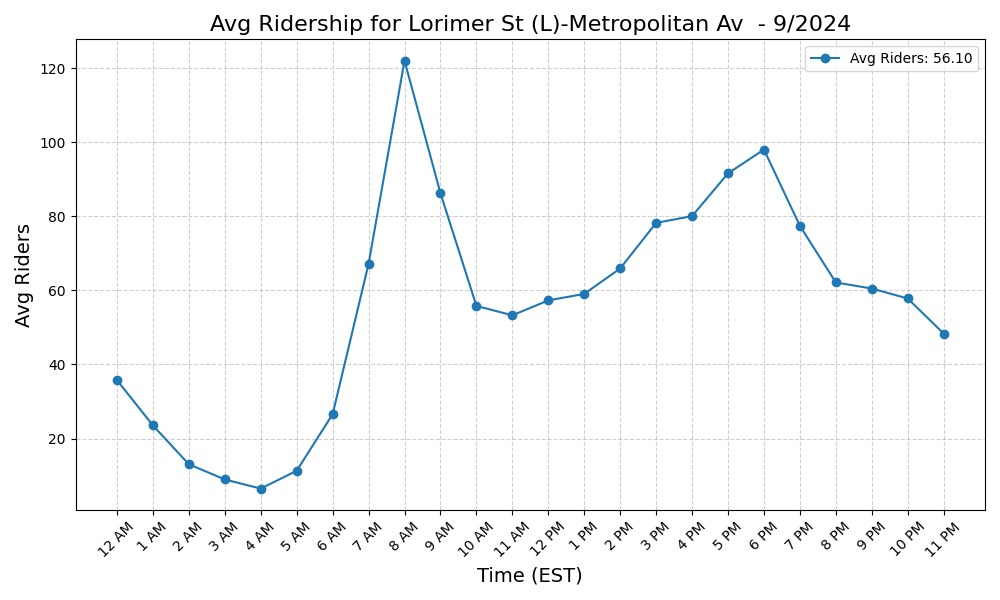 Avg Ridership for Lorimer St (L)-Metropolitan Av  - 9/2024
Avg Riders: 56.10
Avg Riders
120
100
80
60
40
20
12 AM
1 AM
2 AM
3 AM
4 AM
5 AM
6 AM
7 AM
8 AM
9 AM
10 AM
11 AM
12 PM
1 PM
2 PM
3 PM
4 PM
5 PM
6 PM
7 PM
8 PM
9 PM
10 PM
11 PM
Time (EST)